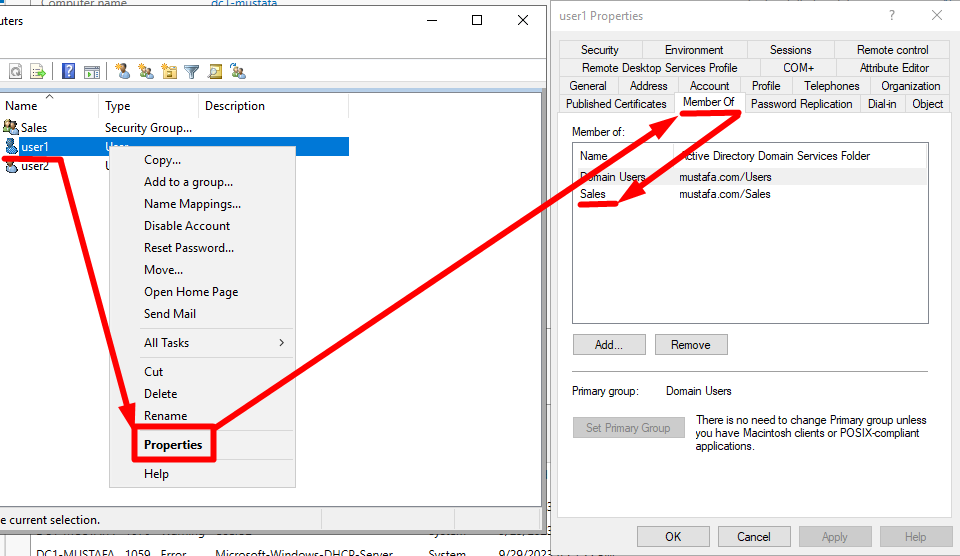 Computer name dc1-mustafa
uters
Name Type Description
Sales Security Group...
user1 User
user2
Copy...
Add to a group...
Name Mappings...
Disable Account
Reset Password...
Move...
Open Home Page
Send Mail
All Tasks
Cut
Delete
Rename
Properties
Help
e current selection.
DC1-MUSTAFA 1059 Error Microsoft-Windows-DHCP-Server System
user1 Properties
Security Environment Sessions Remote control
Remote Desktop Services Profile COM+ Attribute Editor
General Address Account Profile Telephones Organization
Published Certificates Member Of Password Replication Dial-in Object
Member of:
Name Active Directory Domain Services Folder
Domain Users mustafa.com/Users
Sales mustafa.com/Sales
Add... Remove
Primary group: Domain Users
Set Primary Group
There is no need to change Primary group unless
you have Macintosh clients or POSIX-compliant
applications.
OK Cancel Apply Help